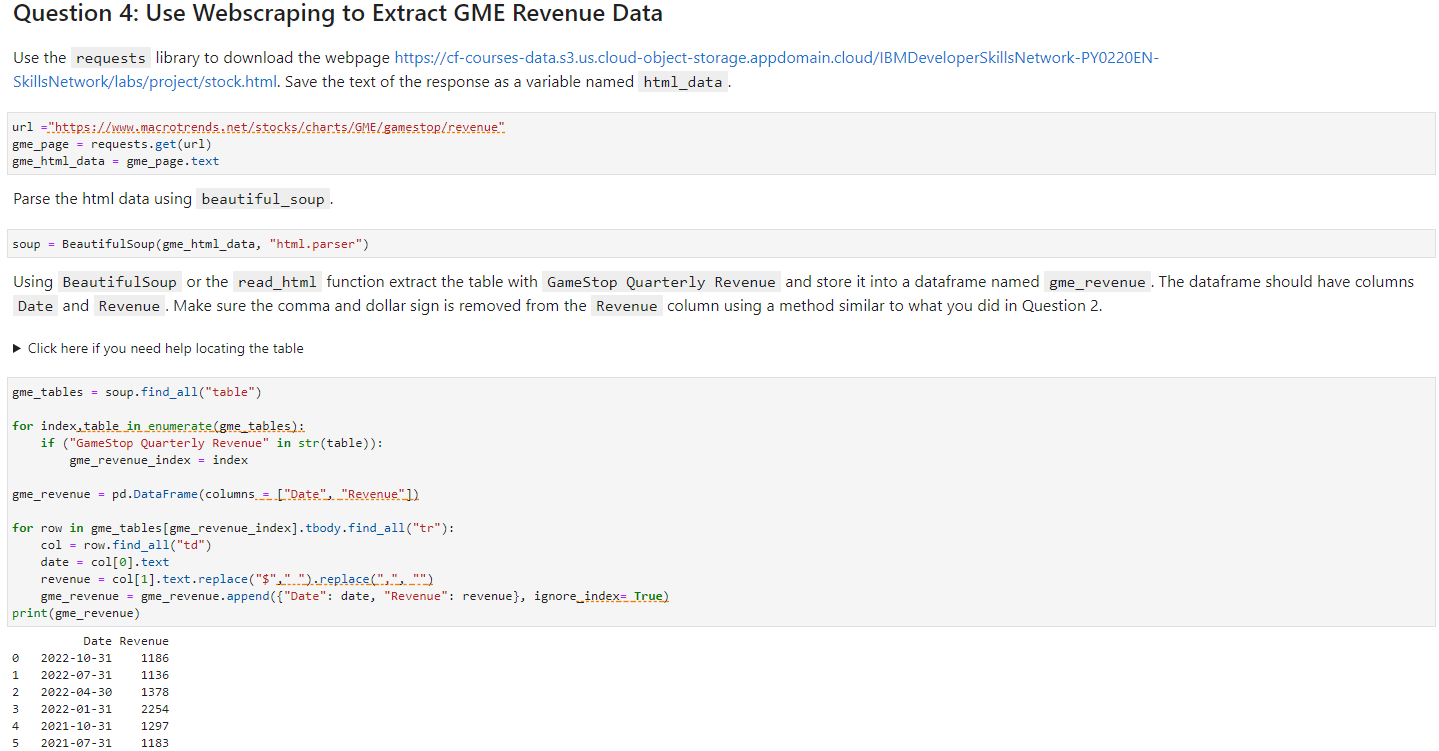 Question 4: Use Webscraping to Extract GME Revenue Data
Use the requests library to download the webpage https://cf-courses-data.s3.us.cloud-object-storage.appdomain.cloud/IBMDeveloperSkillsNetwork-PY0220EN-
SkillsNetwork/labs/project/stock.html. Save the text of the response as a variable named html_data.
url ="https://www.macrotrends.net/stocks/charts/GME/gamestop/revenue"
gme_page = requests.get(url)
gme_html_data = gme_page.text
Parse the html data using beautiful_soup.
soup = BeautifulSoup(gme_html_data, "html.parser")
Using BeautifulSoup or the read_html function extract the table with GameStop Quarterly Revenue and store it into a dataframe named gme_revenue. The dataframe should have columns
Date and Revenue. Make sure the comma and dollar sign is removed from the Revenue column using a method similar to what you did in Question 2.
▶ Click here if you need help locating the table
gme_tables = soup.find_all("table")
for index,table in enumerate(gme_tables):
    if ("GameStop Quarterly Revenue" in str(table)):
        gme_revenue_index = index
gme_revenue = pd.DataFrame(columns = ["Date", "Revenue"])
for row in gme_tables[gme_revenue_index].tbody.find_all("tr"):
    col = row.find_all("td")
    date = col[0].text
    revenue = col[1].text.replace("$"," ").replace(",", "")
    gme_revenue = gme_revenue.append({"Date": date, "Revenue": revenue}, ignore_index= True)
print(gme_revenue)
Date Revenue
0 2022-10-31 1186
1 2022-07-31 1136
2 2022-04-30 1378
3 2022-01-31 2254
4 2021-10-31 1297
5 2021-07-31 1183